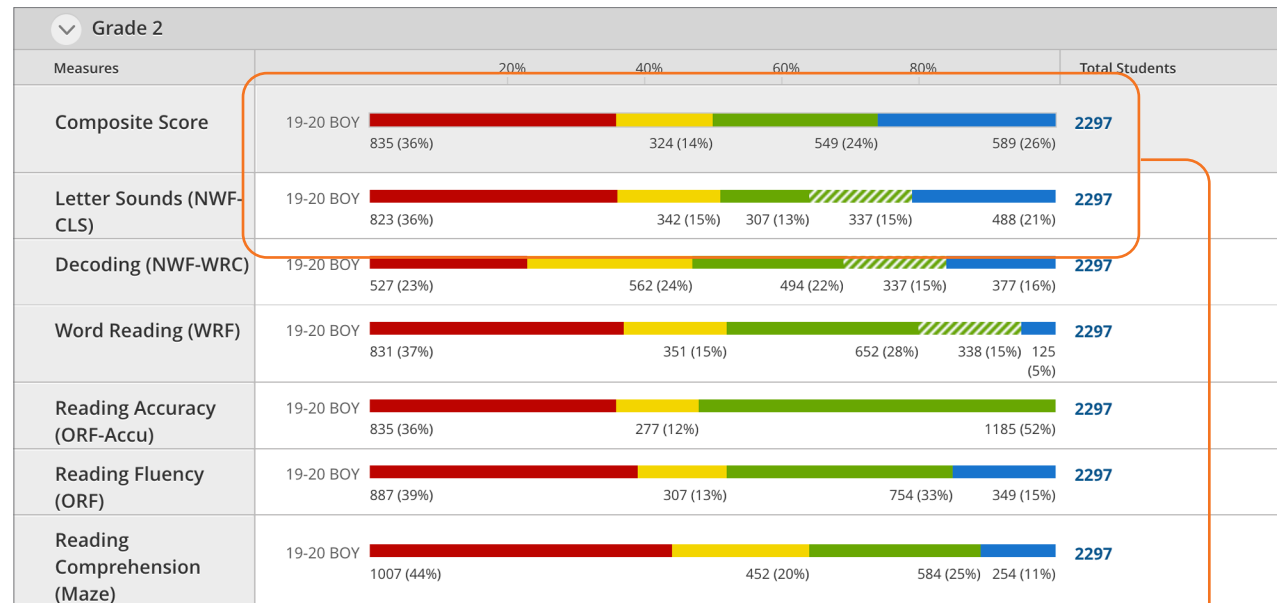 Grade 2
Measures 20% 40% 60% 80% Total Students
Composite Score 19-20 BOY 2297
835 (36%) 324 (14%) 549 (24%) 589 (26%)
Letter Sounds (NWF- 19-20 BOY 2297
CLS) 823 (36%) 342 (15%) 307 (13%) 337 (15%) 488 (21%)
Decoding (NWF-WRC) 19-20 BOY 2297
527 (23%) 562 (24%) 494 (22%) 337 (15%) 377 (16%)
Word Reading (WRF) 19-20 BOY 2297
831 (37%) 351 (15%) 652 (28%) 338 (15%) 125
(5%)
Reading Accuracy 19-20 BOY 2297
(ORF-Accu) 835 (36%) 277 (12%) 1185 (52%)
Reading Fluency 19-20 BOY 2297
(ORF) 887 (39%) 307 (13%) 754 (33%) 349 (15%)
Reading
Comprehension 19-20 BOY 2297
(Maze) 1007 (44%) 452 (20%) 584 (25%) 254 (11%)